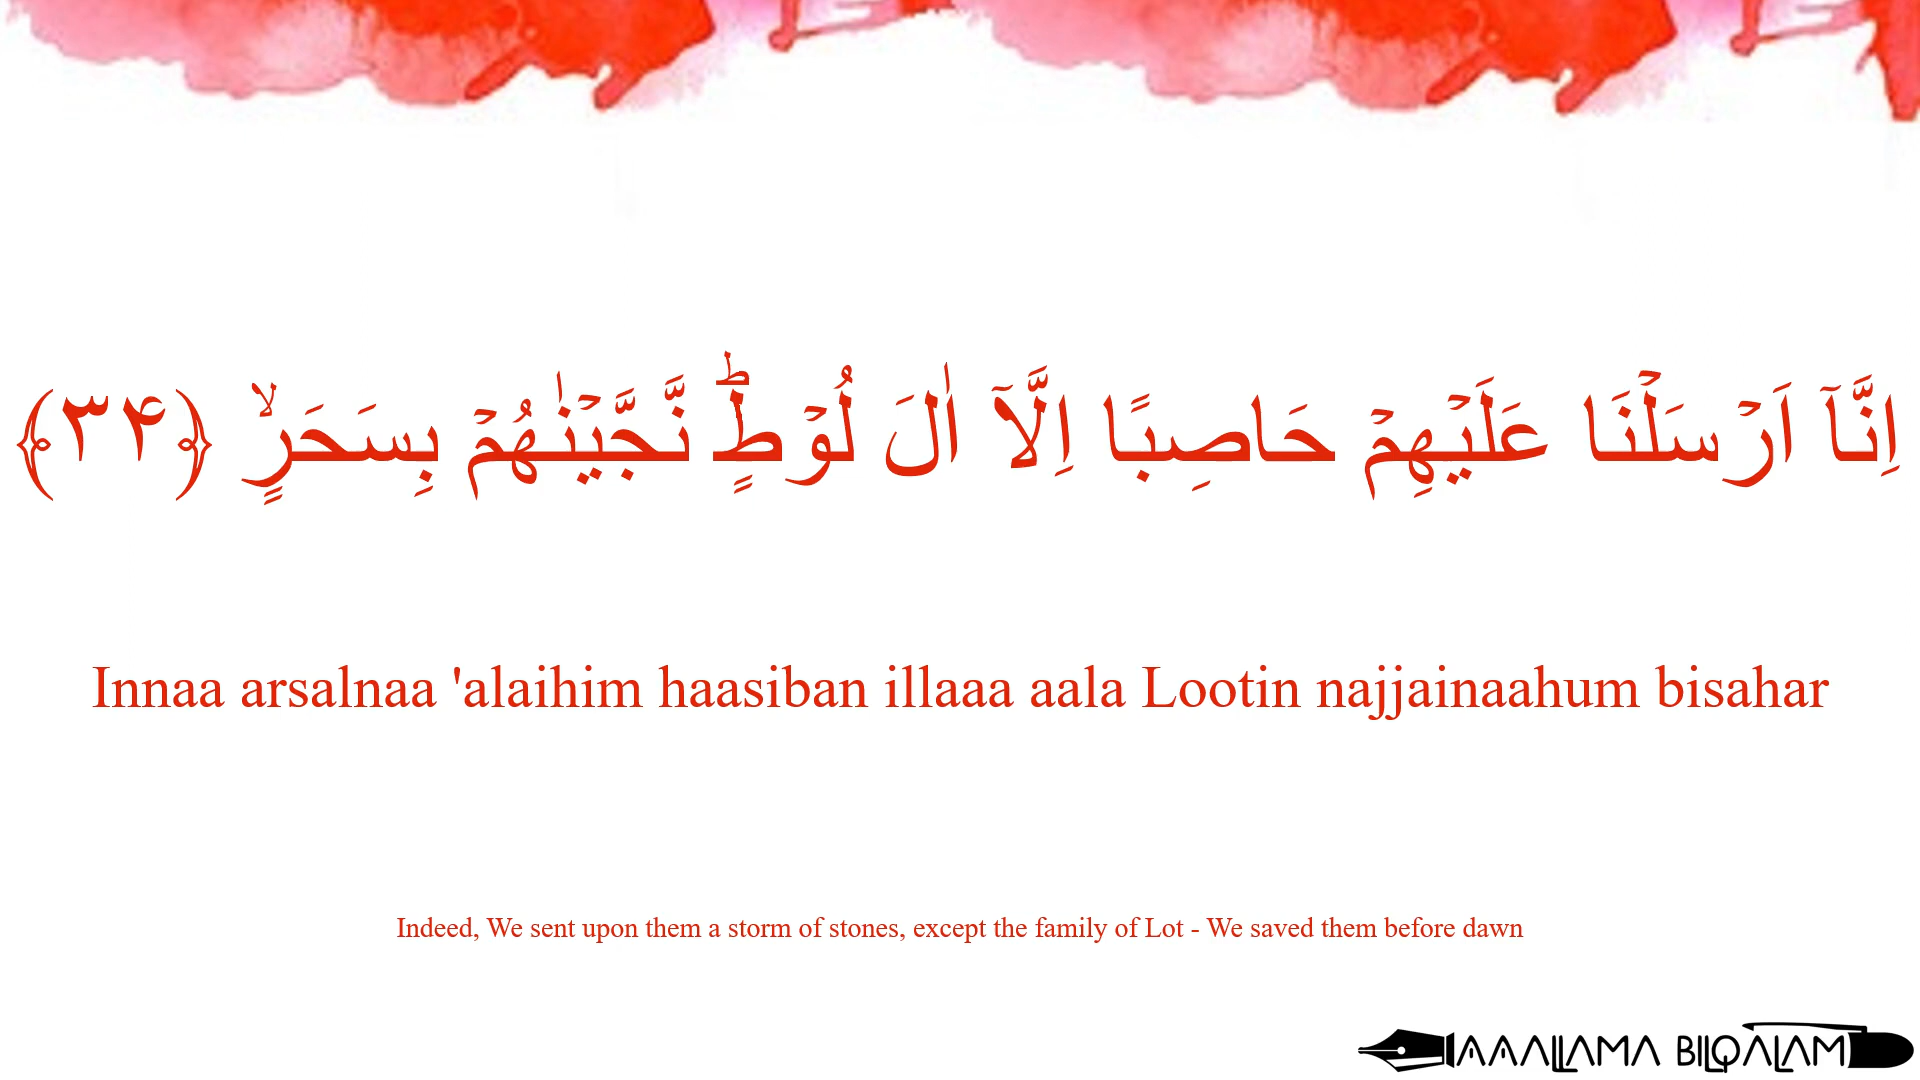 اِنَّاۤ اَرۡسَلۡنَا عَلَيۡهِمۡ حَاصِبًا اِلَّاۤ اٰلَ لُوۡطٍؕ نَّجَّيۡنٰهُمۡ بِسَحَرٍۙ ﴿۳۴﴾
Innaa arsalnaa 'alaihim haasiban illaaa aala Lootin najjainaahum bisahar
Indeed, We sent upon them a storm of stones, except the family of Lot - We saved them before dawn
AAALLAMA BILQALAM